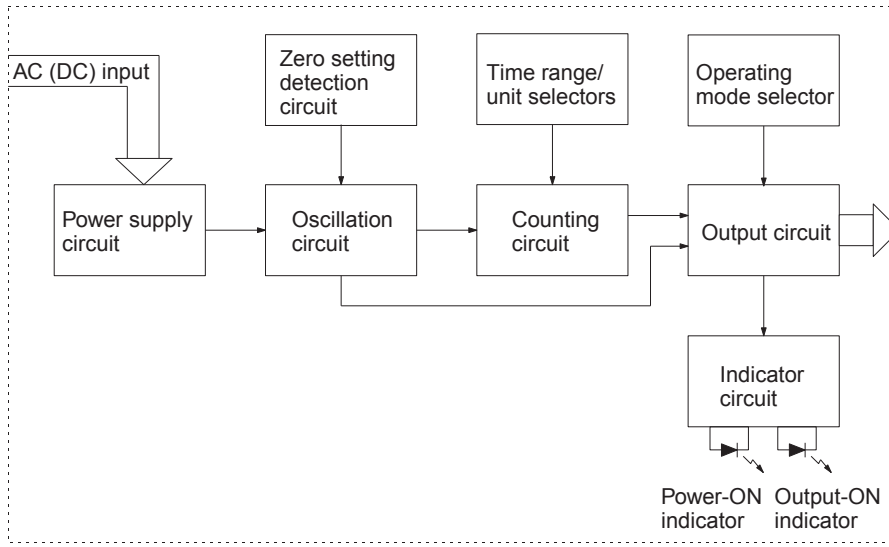 AC (DC) input
Zero setting
detection
circuit
Time range/
unit selectors
Operating
mode selector
Power supply
circuit
Oscillation
circuit
Counting
circuit
Output circuit
Indicator
circuit
Power-ON
indicator
Output-ON
indicator